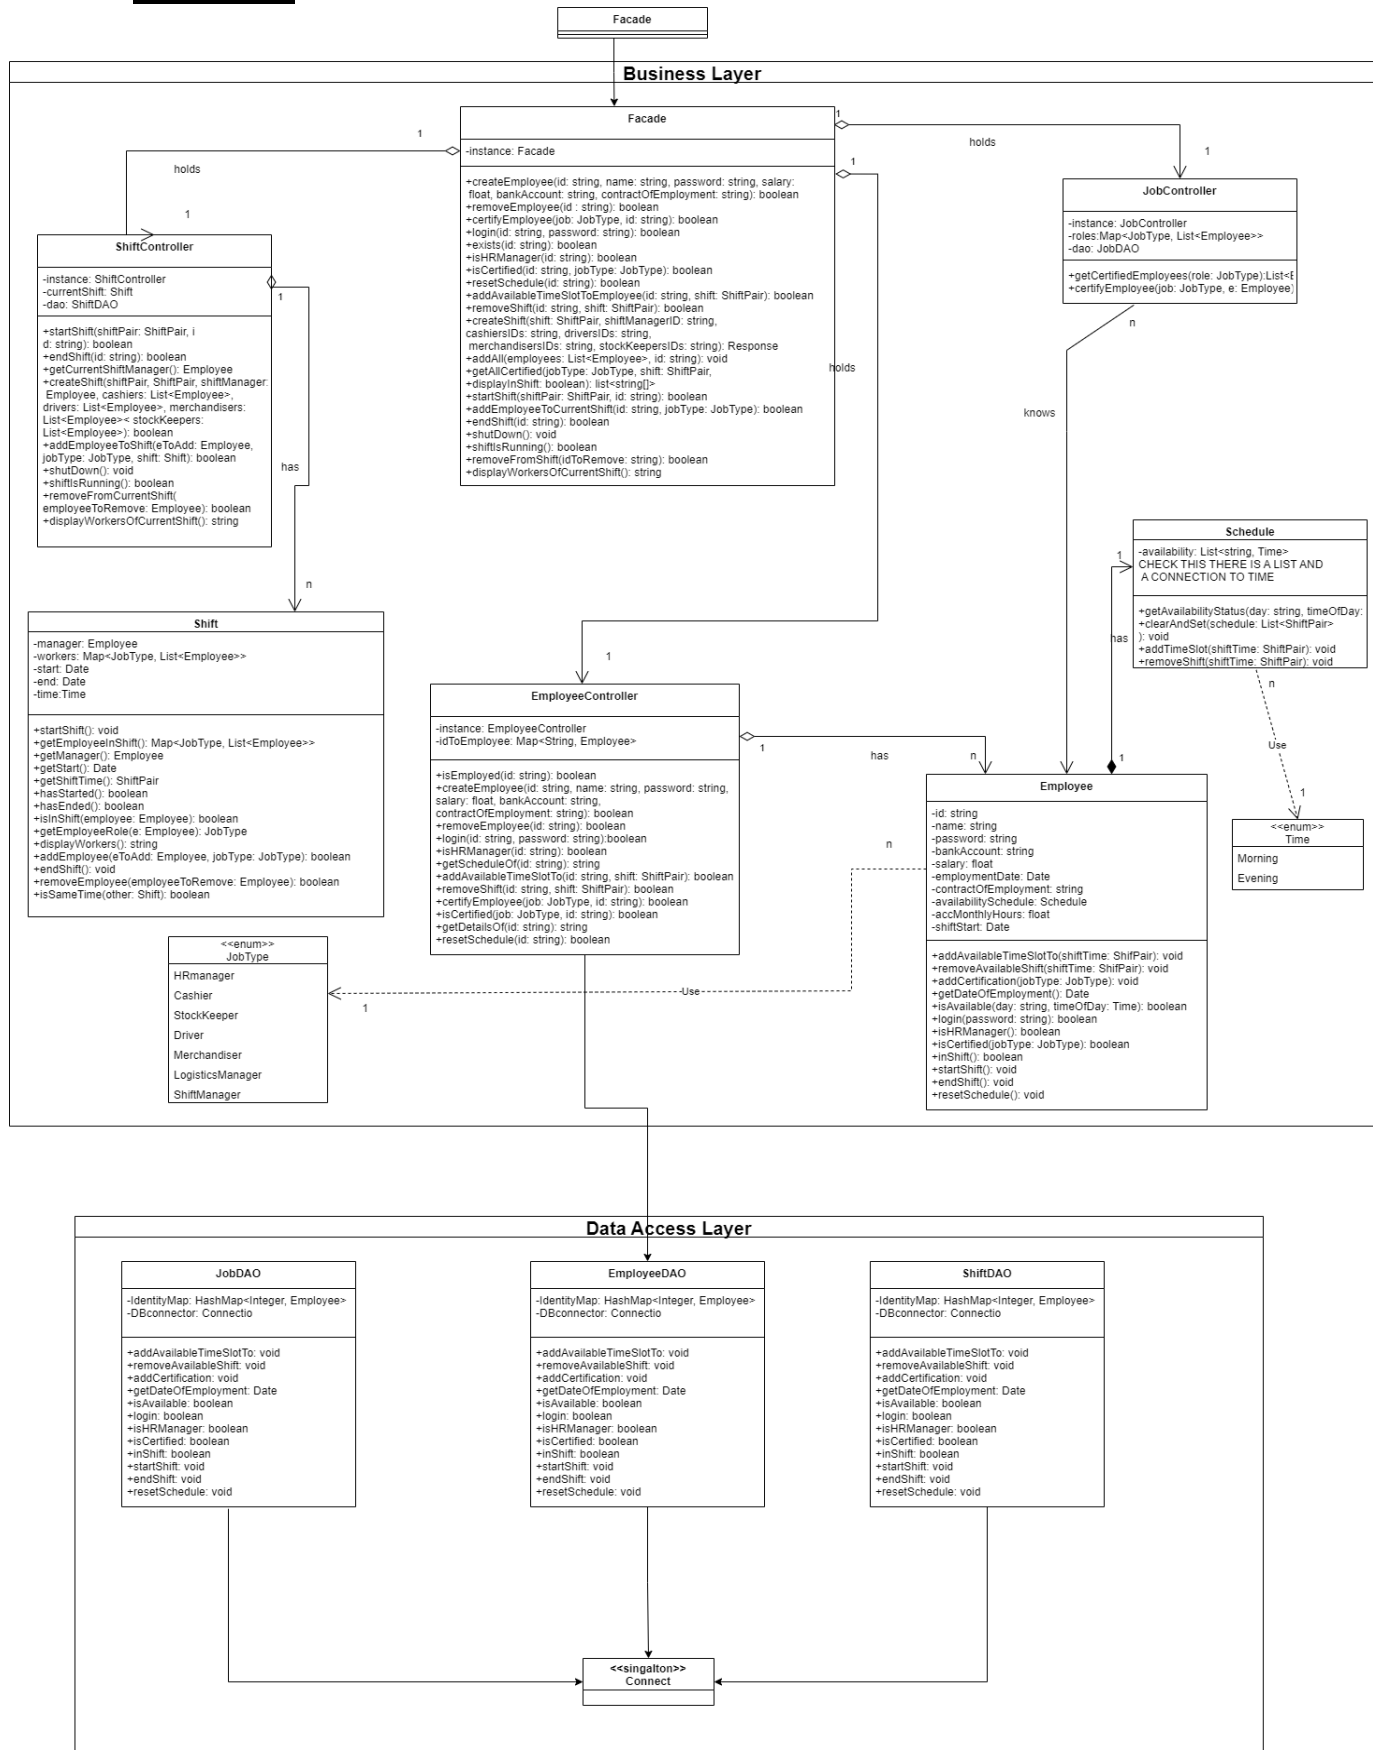 Facade
Business Layer
Facade
-instance: Facade
+createEmployee(id: string, name: string, password: string, salary:
float, bankAccount: string, contractOfEmployment: string): boolean
+removeEmployee(id : string): boolean
+certifyEmployee(job: JobType, id: string): boolean
+login(id: string, password: string): boolean
+exists(id: string): boolean
+isHRManager(id: string): boolean
+isCertified(id: string, jobType: JobType): boolean
+resetSchedule(id: string): boolean
+addAvailableTimeSlotToEmployee(id: string, shift: ShiftPair): boolean
+removeShift(id: string, shift: ShiftPair): boolean
+createShift(shift: ShiftPair, shiftManagerID: string,
cashiersIDs: string, driversIDs: string,
merchandisersIDs: string, stockKeepersIDs: string): Response
+addAll(employees: List<Employee>, id: string): void
+getAllCertified(jobType: JobType, shift: ShiftPair,
+displayInShift: boolean): list<string[]>
+startShift(shiftPair: ShiftPair, id: string): boolean
+addEmployeeToCurrentShift(id: string, jobType: JobType): boolean
+endShift(id: string): boolean
+shutDown(): void
+shiftIsRunning(): boolean
+removeFromShift(idToRemove: string): boolean
+displayWorkersOfCurrentShift(): string
1
holds
1
1
holds
1
1
holds
1
ShiftController
-instance: ShiftController
-currentShift: Shift
-dao: ShiftDAO
+startShift(shiftPair: ShiftPair, i
d: string): boolean
+endShift(id: string): boolean
+getCurrentShiftManager(): Employee
+createShift(shiftPair, ShiftPair, shiftManager:
Employee, cashiers: List<Employee>,
drivers: List<Employee>, merchandisers:
List<Employee>< stockKeepers:
List<Employee>): boolean
+addEmployeeToShift(eToAdd: Employee,
jobType: JobType, shift: Shift): boolean
+shutDown(): void
+shiftIsRunning(): boolean
+removeFromCurrentShift(
employeeToRemove: Employee): boolean
+displayWorkersOfCurrentShift(): string
1
has
n
JobController
-instance: JobController
-roles:Map<JobType, List<Employee>>
-dao: JobDAO
+getCertifiedEmployees(role: JobType):List<E
+certifyEmployee(job: JobType, e: Employee)
n
knows
Schedule
-availability: List<string, Time>
CHECK THIS THERE IS A LIST AND
A CONNECTION TO TIME
+getAvailabilityStatus(day: string, timeOfDay:
+clearAndSet(schedule: List<ShiftPair>
): void
+addTimeSlot(shiftTime: ShiftPair): void
+removeShift(shiftTime: ShiftPair): void
1
has
1
n
Use
1
<<enum>>
Time
Morning
Evening
Shift
-manager: Employee
-workers: Map<JobType, List<Employee>>
-start: Date
-end: Date
-time:Time
+startShift(): void
+getEmployeeInShift(): Map<JobType, List<Employee>>
+getManager(): Employee
+getStart(): Date
+getShiftTime(): ShiftPair
+hasStarted(): boolean
+hasEnded(): boolean
+isInShift(employee: Employee): boolean
+getEmployeeRole(e: Employee): JobType
+displayWorkers(): string
+addEmployee(eToAdd: Employee, jobType: JobType): boolean
+endShift(): void
+removeEmployee(employeeToRemove: Employee): boolean
+isSameTime(other: Shift): boolean
EmployeeController
-instance: EmployeeController
-idToEmployee: Map<String, Employee>
+isEmployed(id: string): boolean
+createEmployee(id: string, name: string, password: string,
salary: float, bankAccount: string,
contractOfEmployment: string): boolean
+removeEmployee(id: string): boolean
+login(id: string, password: string):boolean
+isHRManager(id: string): boolean
+getScheduleOf(id: string): string
+addAvailableTimeSlotTo(id: string, shift: ShiftPair): boolean
+removeShift(id: string, shift: ShiftPair): boolean
+certifyEmployee(job: JobType, id: string): boolean
+isCertified(job: JobType, id: string): boolean
+getDetailsOf(id: string): string
+resetSchedule(id: string): boolean
1
has
n
Employee
-id: string
-name: string
-password: string
-bankAccount: string
-salary: float
-employmentDate: Date
-contractOfEmployment: string
-availabilitySchedule: Schedule
-accMonthlyHours: float
-shiftStart: Date
+addAvailableTimeSlotTo(shiftTime: ShifPair): void
+removeAvailableShift(shiftTime: ShifPair): void
+addCertification(jobType: JobType): void
+getDateOfEmployment(): Date
+isAvailable(day: string, timeOfDay: Time): boolean
+login(password: string): boolean
+isHRManager(): boolean
+isCertified(jobType: JobType): boolean
+inShift(): boolean
+startShift(): void
+endShift(): void
+resetSchedule(): void
n
Use
1
<<enum>>
JobType
HRmanager
Cashier
StockKeeper
Driver
Merchandiser
LogisticsManager
ShiftManager
Data Access Layer
JobDAO
-IdentityMap: HashMap<Integer, Employee>
-DBconnector: Connectio
+addAvailableTimeSlotTo: void
+removeAvailableShift: void
+addCertification: void
+getDateOfEmployment: Date
+isAvailable: boolean
+login: boolean
+isHRManager: boolean
+isCertified: boolean
+inShift: boolean
+startShift: void
+endShift: void
+resetSchedule: void
EmployeeDAO
-IdentityMap: HashMap<Integer, Employee>
-DBconnector: Connectio
+addAvailableTimeSlotTo: void
+removeAvailableShift: void
+addCertification: void
+getDateOfEmployment: Date
+isAvailable: boolean
+login: boolean
+isHRManager: boolean
+isCertified: boolean
+inShift: boolean
+startShift: void
+endShift: void
+resetSchedule: void
ShiftDAO
-IdentityMap: HashMap<Integer, Employee>
-DBconnector: Connectio
+addAvailableTimeSlotTo: void
+removeAvailableShift: void
+addCertification: void
+getDateOfEmployment: Date
+isAvailable: boolean
+login: boolean
+isHRManager: boolean
+isCertified: boolean
+inShift: boolean
+startShift: void
+endShift: void
+resetSchedule: void
<<singalton>>
Connect